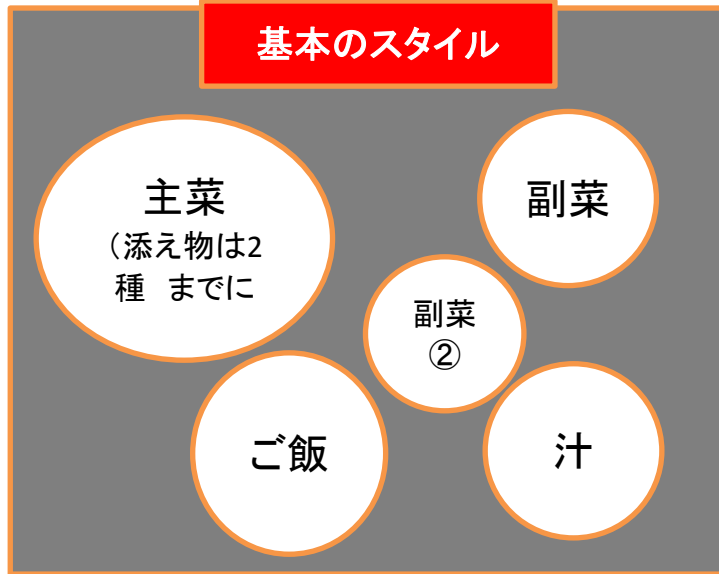 基本のスタイル
主菜
（添え物は2
種　までに
副菜
副菜
②
ご飯
汁